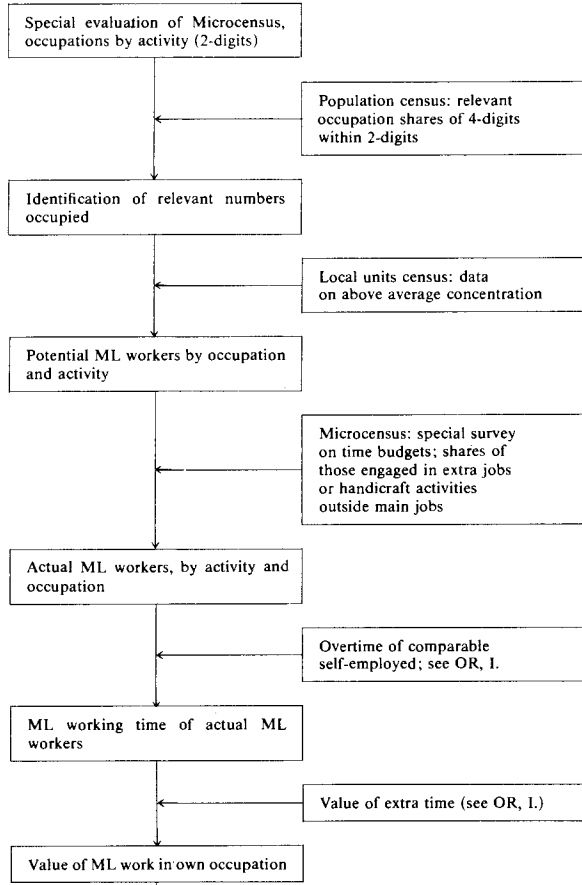 Special evaluation of Microcensus,
occupations by activity (2-digits)
Population census: relevant
occupation shares of 4-digits
within 2-digits
Identification of relevant numbers
occupied
Local units census: data
on above average concentration
Potential ML workers by occupation
and activity
Microcensus: special survey
on time budgets; shares of
those engaged in extra jobs
or handicraft activities
outside main jobs
Actual ML workers, by activity and
occupation
Overtime of comparable
self-employed; see OR, I.
ML working time of actual ML
workers
Value of extra time (see OR, I.)
Value of ML work in own occupation